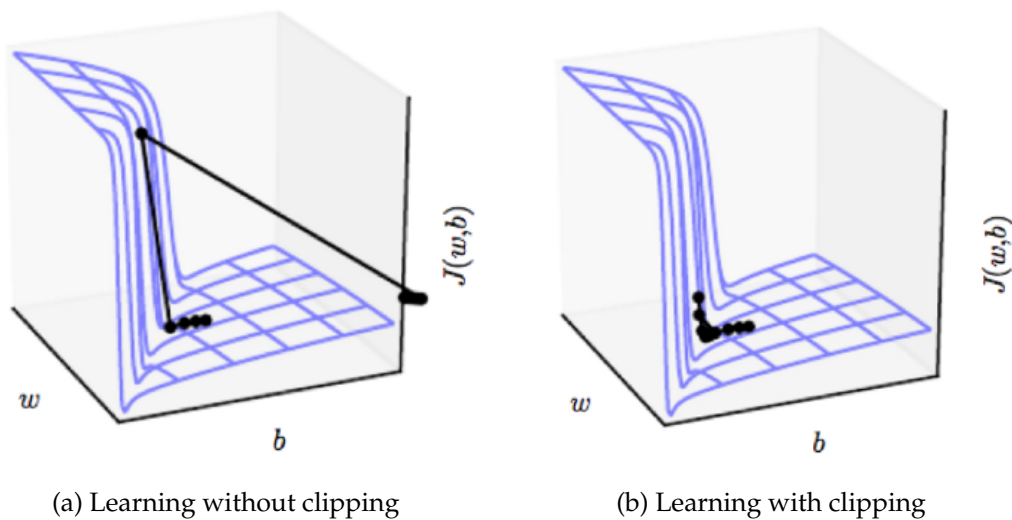 J(w,b)
w
b
(a) Learning without clipping
J(w,b)
w
b
(b) Learning with clipping